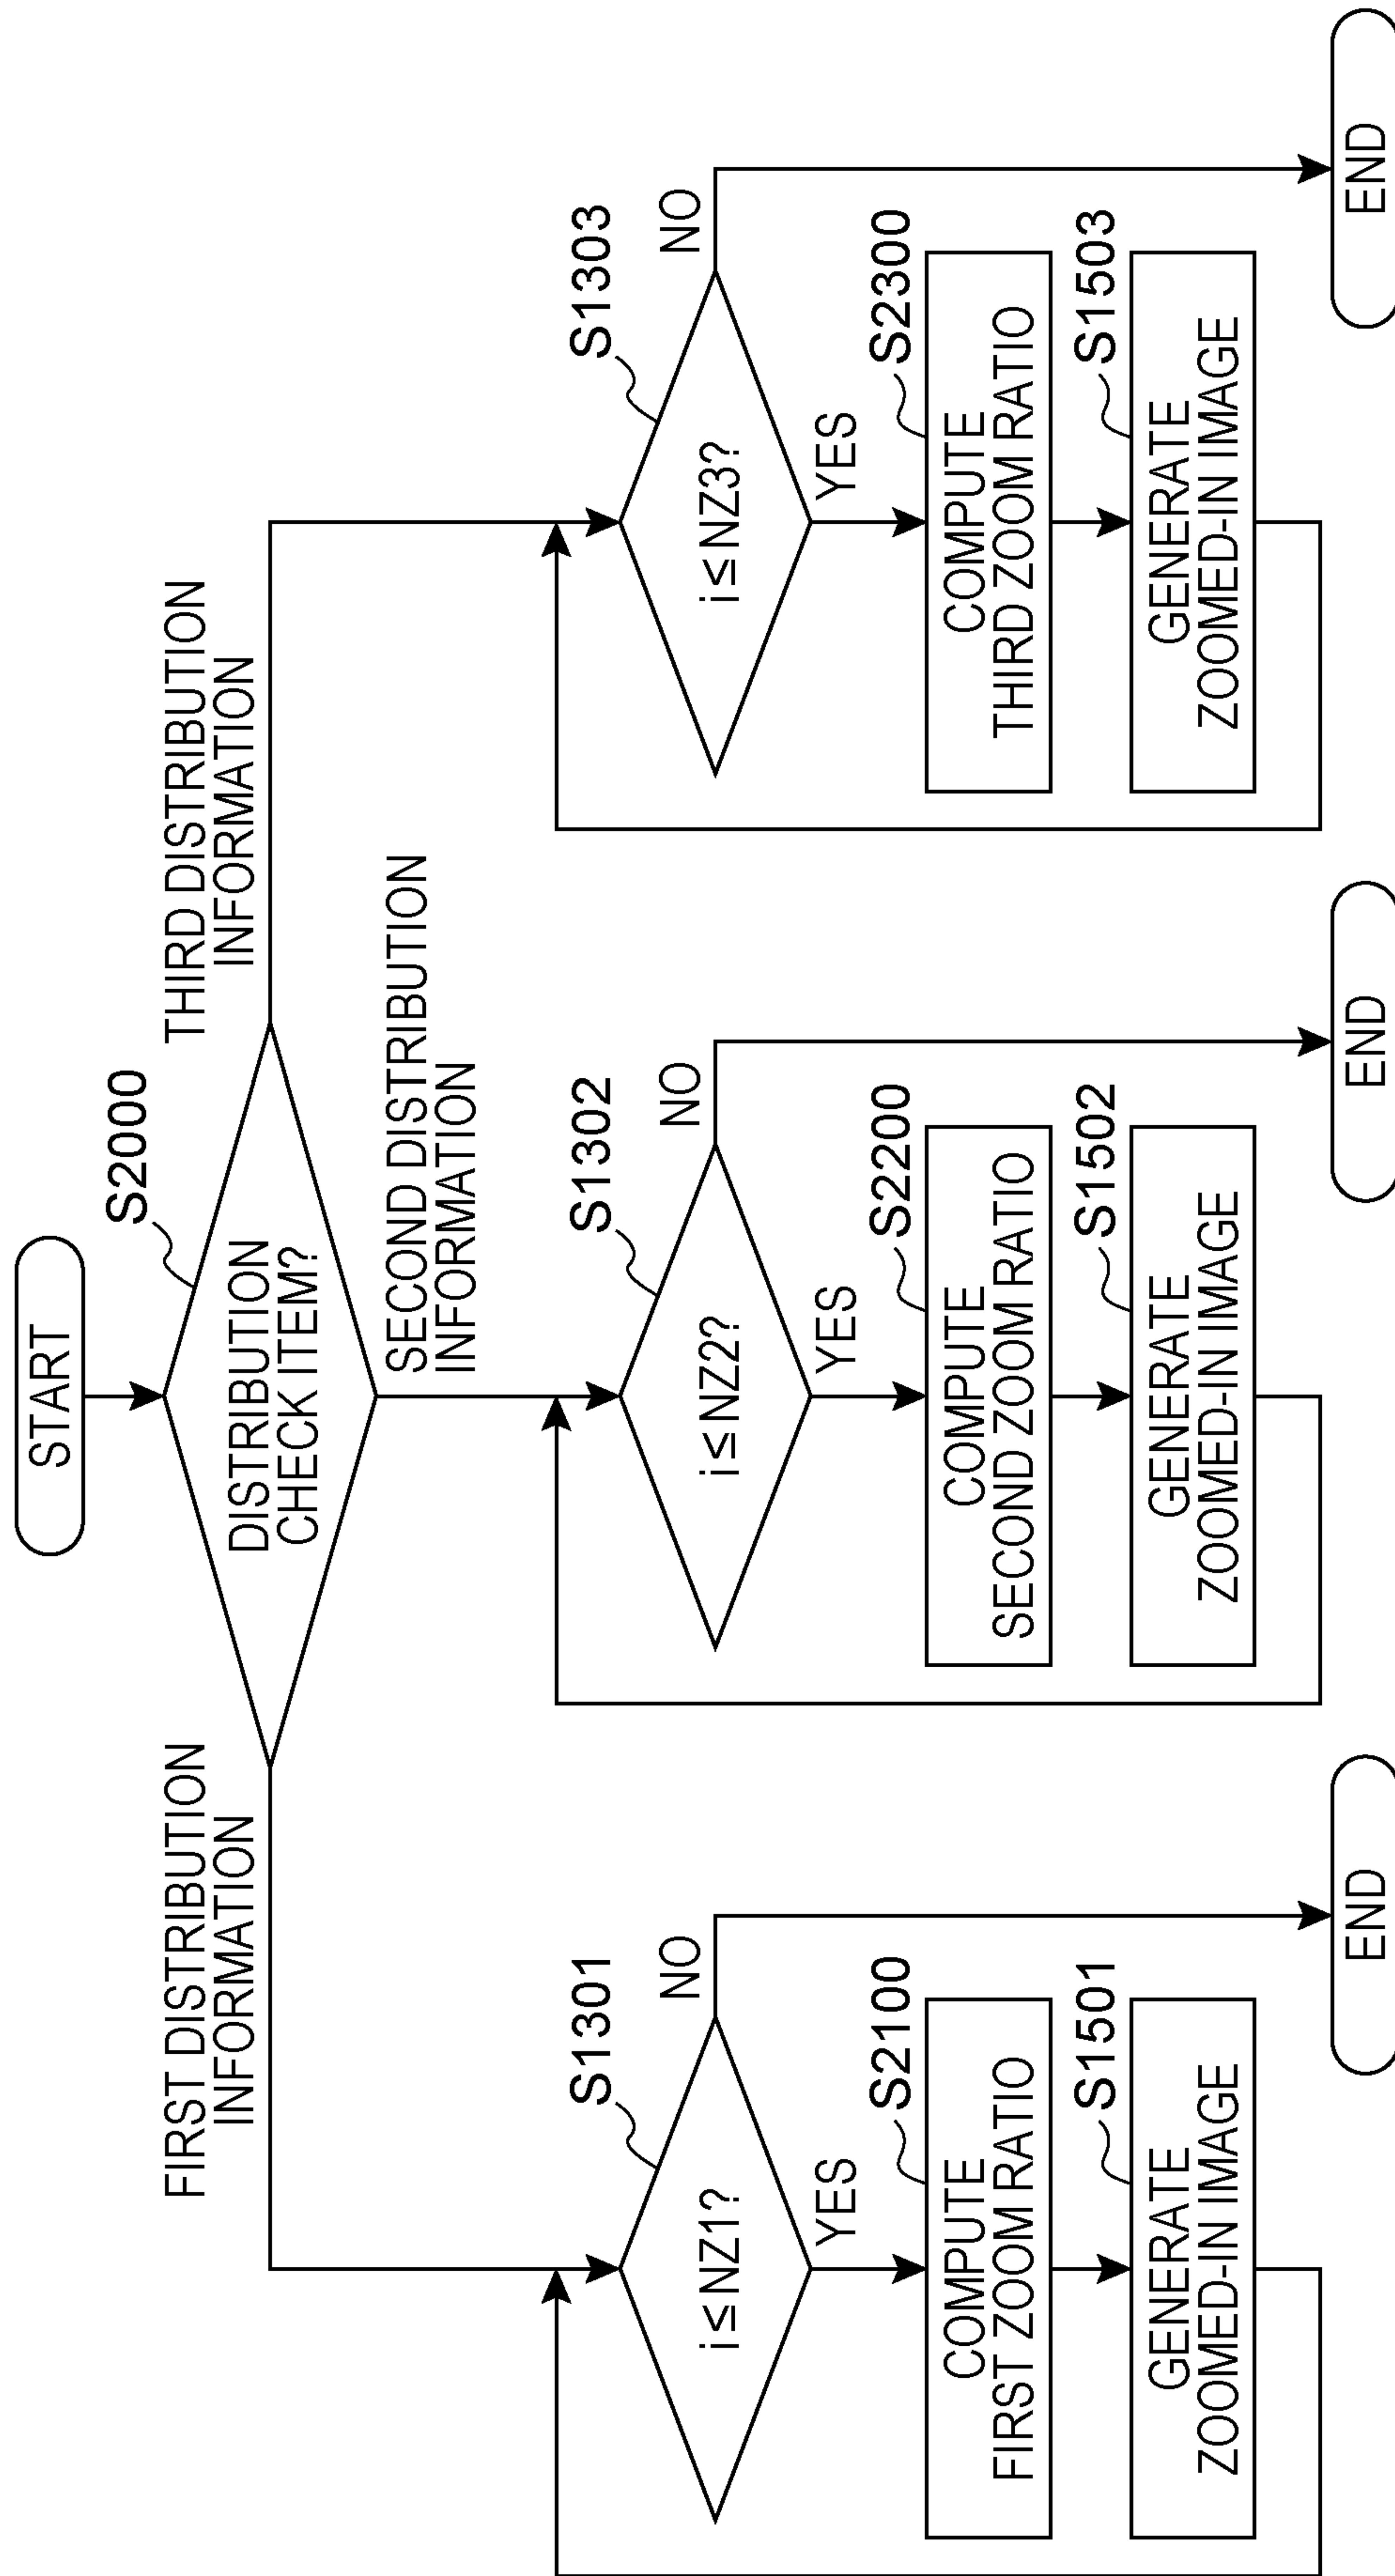 START
S2000
DISTRIBUTION
CHECK ITEM?
FIRST DISTRIBUTION
INFORMATION
SECOND DISTRIBUTION
INFORMATION
THIRD DISTRIBUTION
INFORMATION
S1301
i ≤ NZ1?
NO
YES
S2100
COMPUTE
FIRST ZOOM RATIO
S1501
GENERATE
ZOOMED-IN IMAGE
END
S1302
i ≤ NZ2?
NO
YES
S2200
COMPUTE
SECOND ZOOM RATIO
S1502
GENERATE
ZOOMED-IN IMAGE
END
S1303
i ≤ NZ3?
NO
YES
S2300
COMPUTE
THIRD ZOOM RATIO
S1503
GENERATE
ZOOMED-IN IMAGE
END